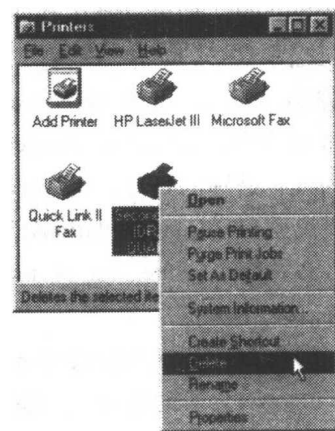 Printers
File Edit View Help
Add Printer HP LaserJet III Microsoft Fax
Quick Link II
Fax
Open
Pause Printing
Purge Print Jobs
Set As Default
Deletes the selected ite
System Information...
Create Shortcut
Delete
Rename
Properties